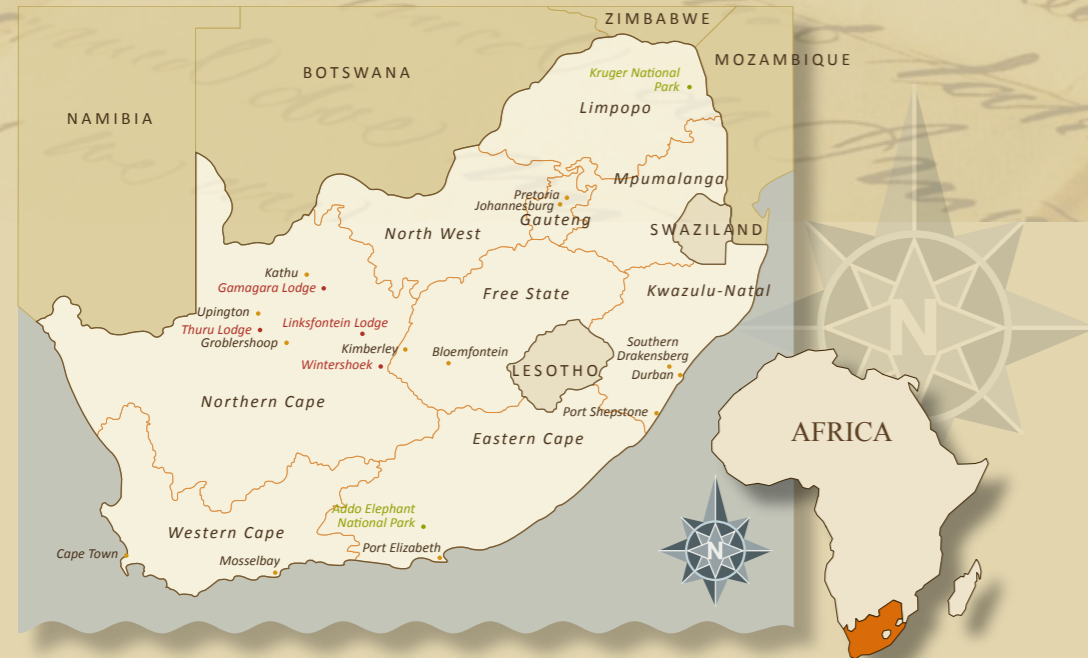 ZIMBABWE
MOZAMBIQUE
BOTSWANA
Kruger National
Park
Limpopo
NAMIBIA
Mpumalanga
Pretoria
Johannesburg
Gauteng
SWAZILAND
North West
Kathu
Gamagara Lodge
Free State
Kwazulu-Natal
Upington
Thuru Lodge
Linksfontein Lodge
Groblershoop
Kimberley
Wintershoek
Bloemfontein
LESOTHO
Southern
Drakensberg
Durban
Northern Cape
Port Shepstone
Eastern Cape
AFRICA
Addo Elephant
National Park
Western Cape
Port Elizabeth
Cape Town
Mosselbay
N
N